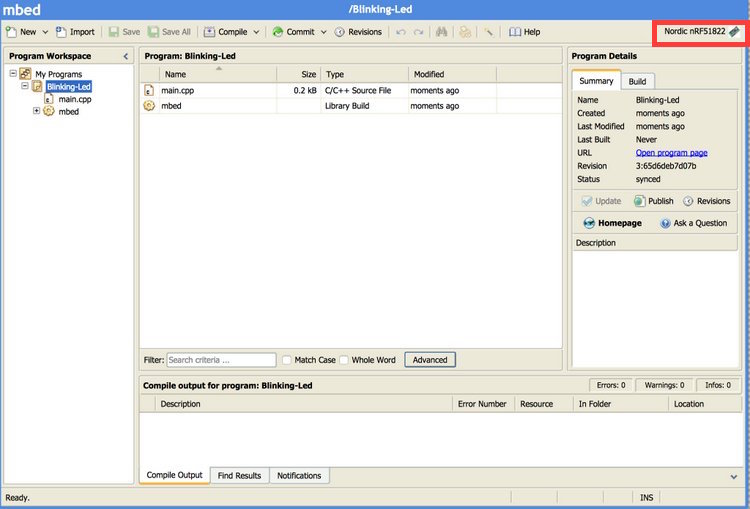 mbed /Blinking-Led
New Import Save Save All Compile Commit Revisions Help Nordic nRF51822
Program Workspace
My Programs
Blinking-Led
main.cpp
mbed
Program: Blinking-Led
Name Size Type Modified
main.cpp 0.2 kB C/C++ Source File moments ago
mbed Library Build moments ago
Filter: Search criteria ... Match Case Whole Word Advanced
Program Details
Summary Build
Name Blinking-Led
Created moments ago
Last Modified moments ago
Last Built Never
URL Open program page
Revision 3:65d6deb7d07b
Status synced
Update Publish Revisions
Homepage Ask a Question
Description
Compile output for program: Blinking-Led Errors: 0 Warnings: 0 Infos: 0
Description Error Number Resource In Folder Location
Compile Output Find Results Notifications
Ready. INS